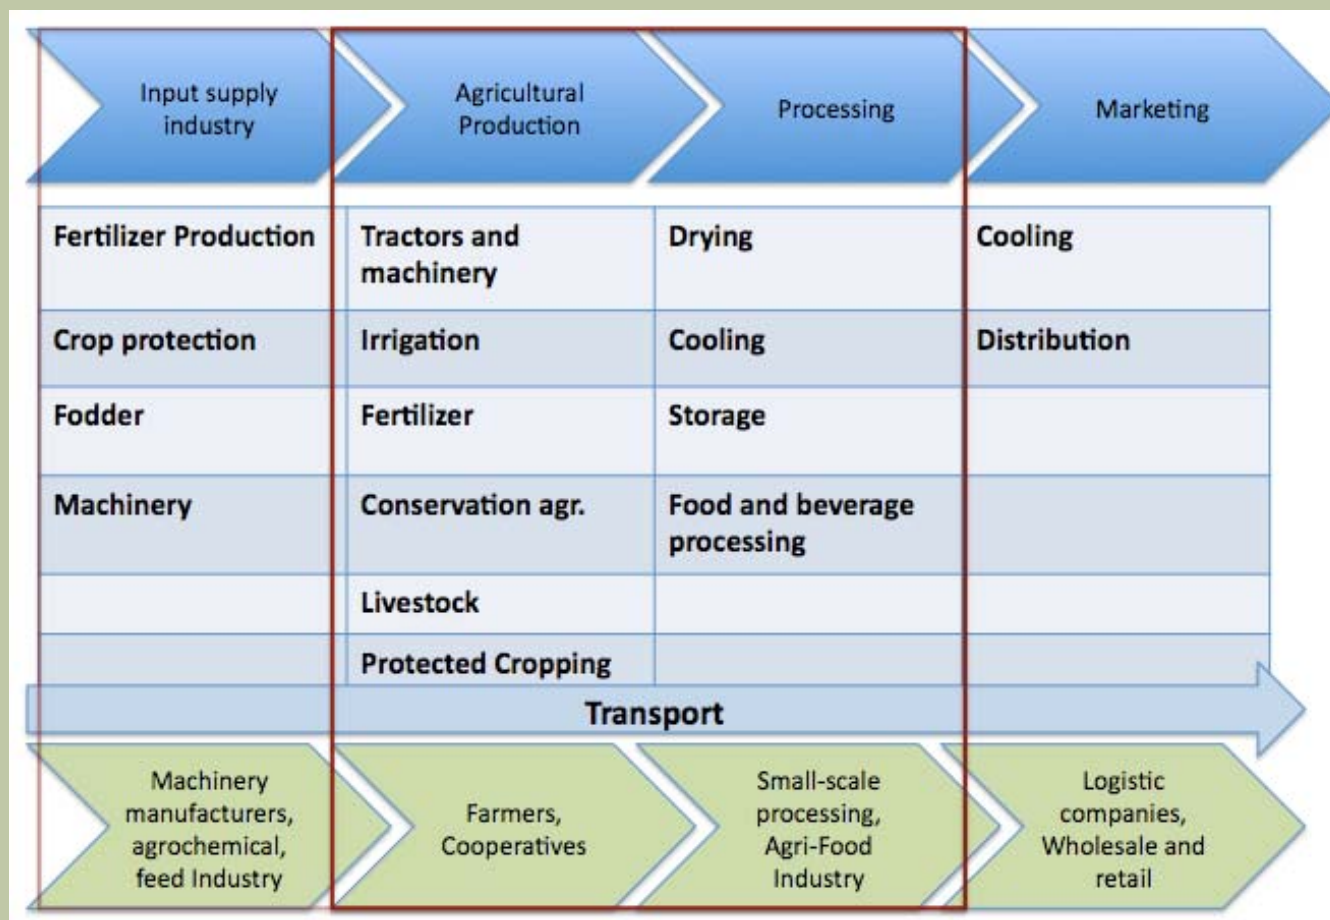 Input supply
industry
Agricultural
Production
Processing
Marketing
Fertilizer Production
Tractors and
machinery
Drying
Cooling
Crop protection
Irrigation
Cooling
Distribution
Fodder
Fertilizer
Storage
Machinery
Conservation agr.
Food and beverage
processing
Livestock
Protected Cropping
Transport
Machinery
manufacturers,
agrochemical,
feed Industry
Farmers,
Cooperatives
Small-scale
processing,
Agri-Food
Industry
Logistic
companies,
Wholesale and
retail